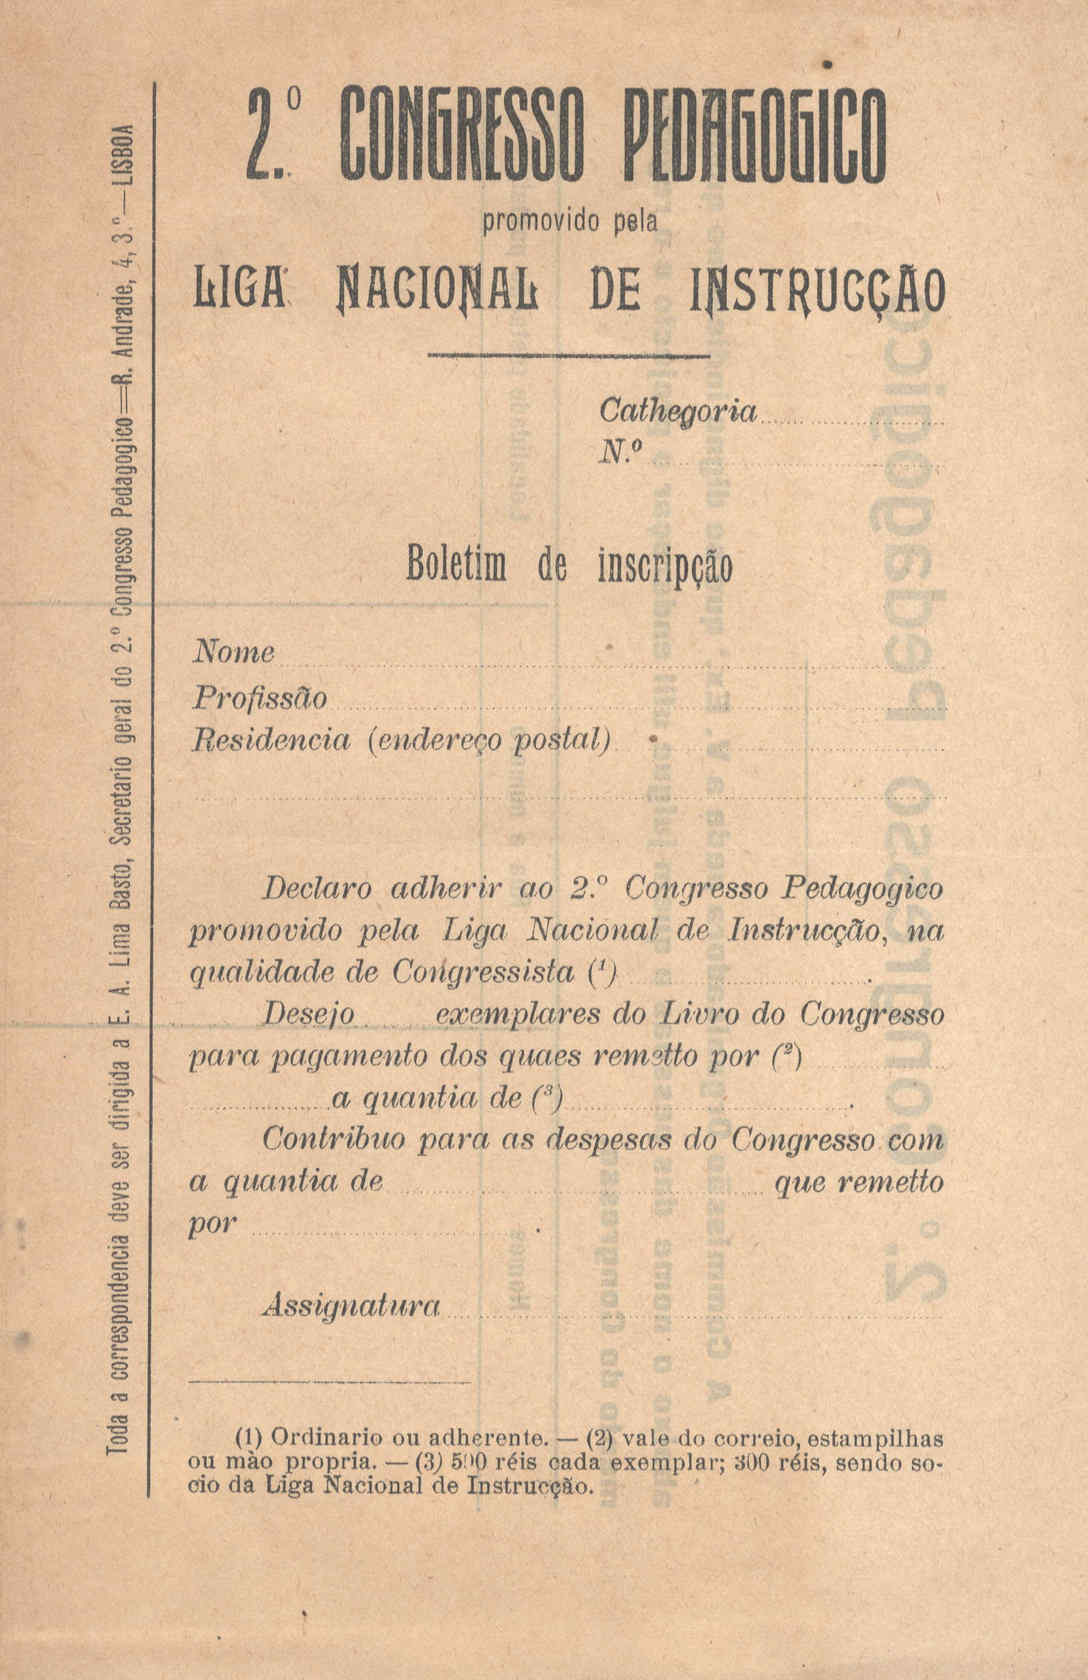 2.º CONGRESSO PEDAGOGICO
promovido pela
LIGA NACIONAL DE INSTRUCÇÃO
Cathegoria
N.º
Boletim de inscripção
Nome
Profissão
Residencia (endereço postal)
Declaro adherir ao 2.º Congresso Pedagogico
promovido pela Liga Nacional de Instrucção, na
qualidade de Congressista (1)
Desejo exemplares do Livro do Congresso
para pagamento dos quaes remetto por (2)
a quantia de (3)
Contribuo para as despesas do Congresso com
a quantia de que remetto
por
Assignatura
(1) Ordinario ou adherente. — (2) vale do correio, estampilhas
ou mão propria. — (3) 500 réis cada exemplar; 300 réis, sendo so-
cio da Liga Nacional de Instrucção.
Toda a correspondencia deve ser dirigida a E. A. Lima Basto, Secretario geral do 2.º Congresso Pedagogico=R. Andrade, 4, 3.º—LISBOA